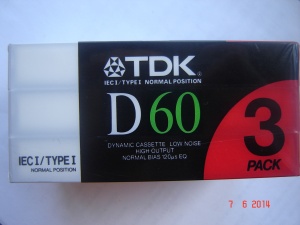 TDK
IEC I / TYPE I NORMAL POSITION
D 60
DYNAMIC CASSETTE LOW NOISE
HIGH OUTPUT
NORMAL BIAS 120µs EQ
3
PACK
IEC I / TYPE I
NORMAL POSITION
7 6 2014